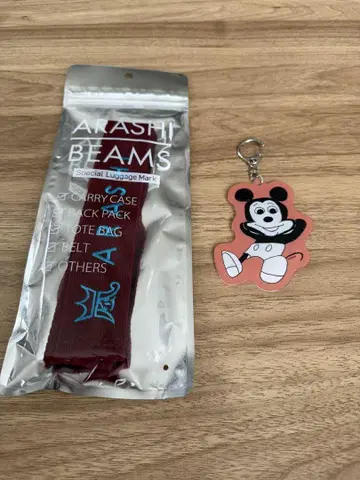 ARASHI
BEAMS
Special Luggage Mark
CARRY CASE
BACK PACK
TOTE BAG
BELT
OTHERS